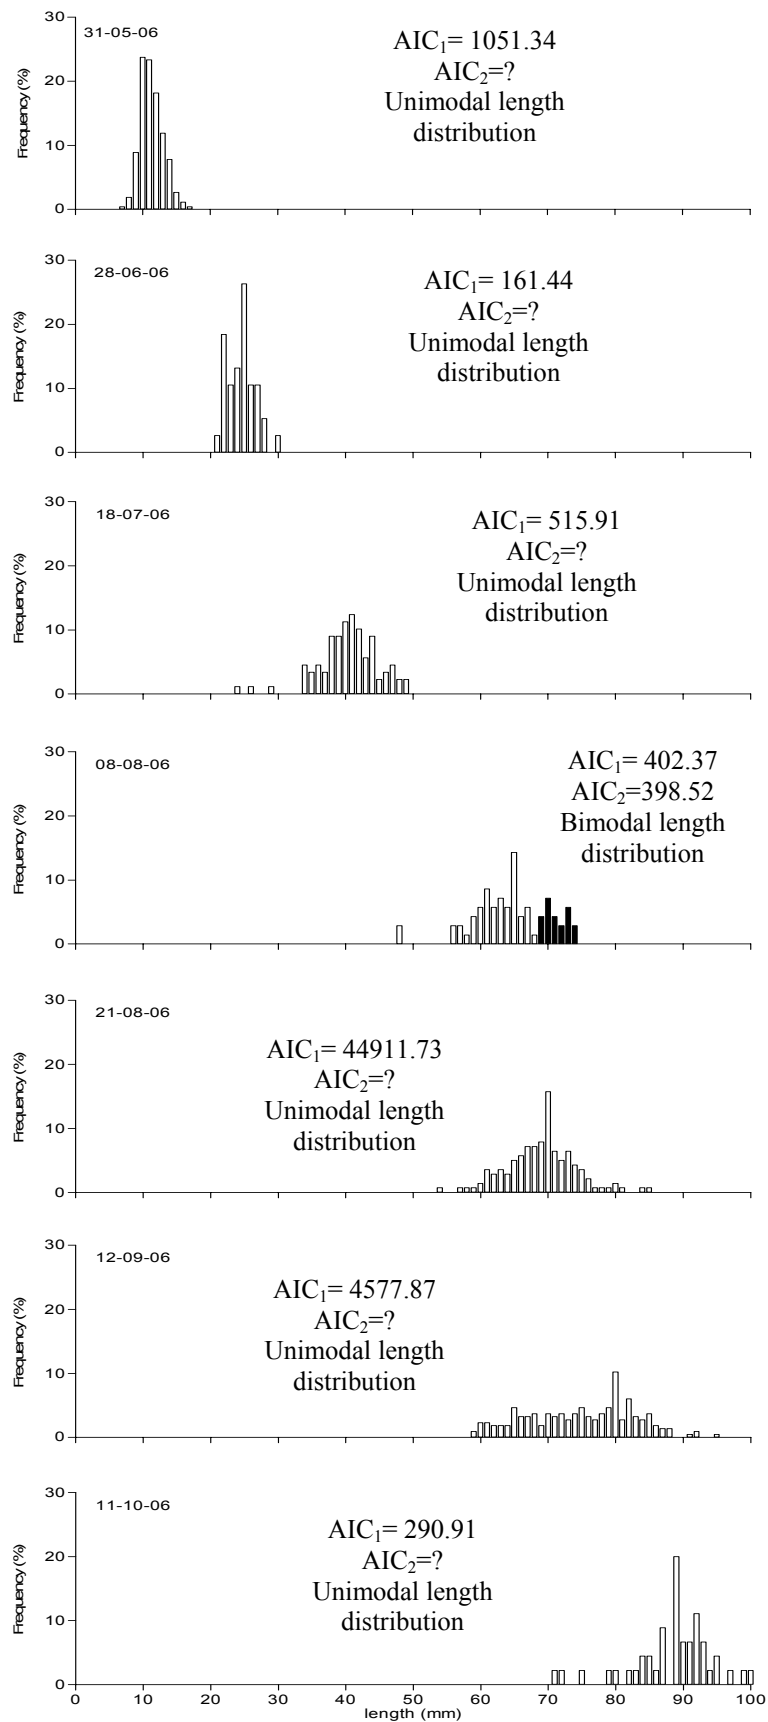 31-05-06
AIC₁= 1051.34
AIC₂=?
Unimodal length
distribution
Frequency (%)
30
20
10
0
28-06-06
AIC₁= 161.44
AIC₂=?
Unimodal length
distribution
Frequency (%)
30
20
10
0
18-07-06
AIC₁= 515.91
AIC₂=?
Unimodal length
distribution
Frequency (%)
30
20
10
0
08-08-06
AIC₁= 402.37
AIC₂=398.52
Bimodal length
distribution
Frequency (%)
30
20
10
0
21-08-06
AIC₁= 44911.73
AIC₂=?
Unimodal length
distribution
Frequency (%)
30
20
10
0
12-09-06
AIC₁= 4577.87
AIC₂=?
Unimodal length
distribution
Frequency (%)
30
20
10
0
11-10-06
AIC₁= 290.91
AIC₂=?
Unimodal length
distribution
Frequency (%)
30
20
10
0
0 10 20 30 40 50 60 70 80 90 100
length (mm)